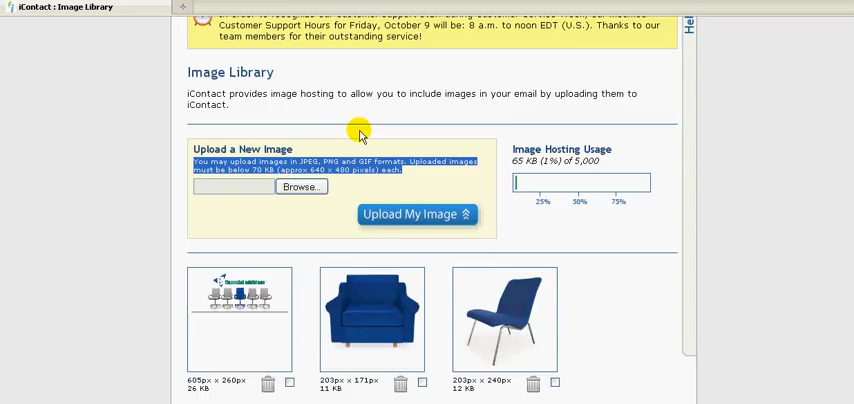 iContact : Image Library
Customer Support Hours for Friday, October 9 will be: 8 a.m. to noon EDT (U.S.). Thanks to our
team members for their outstanding service!
Hel
Image Library
iContact provides image hosting to allow you to include images in your email by uploading them to
iContact.
Upload a New Image
You may upload images in JPEG, PNG and GIF formats. Uploaded images
must be below 70 KB (approx 640 x 480 pixels) each.
Browse...
Upload My Image
Image Hosting Usage
65 KB (1%) of 5,000
25% 50% 75%
605px x 260px
26 KB
203px x 171px
11 KB
203px x 240px
12 KB